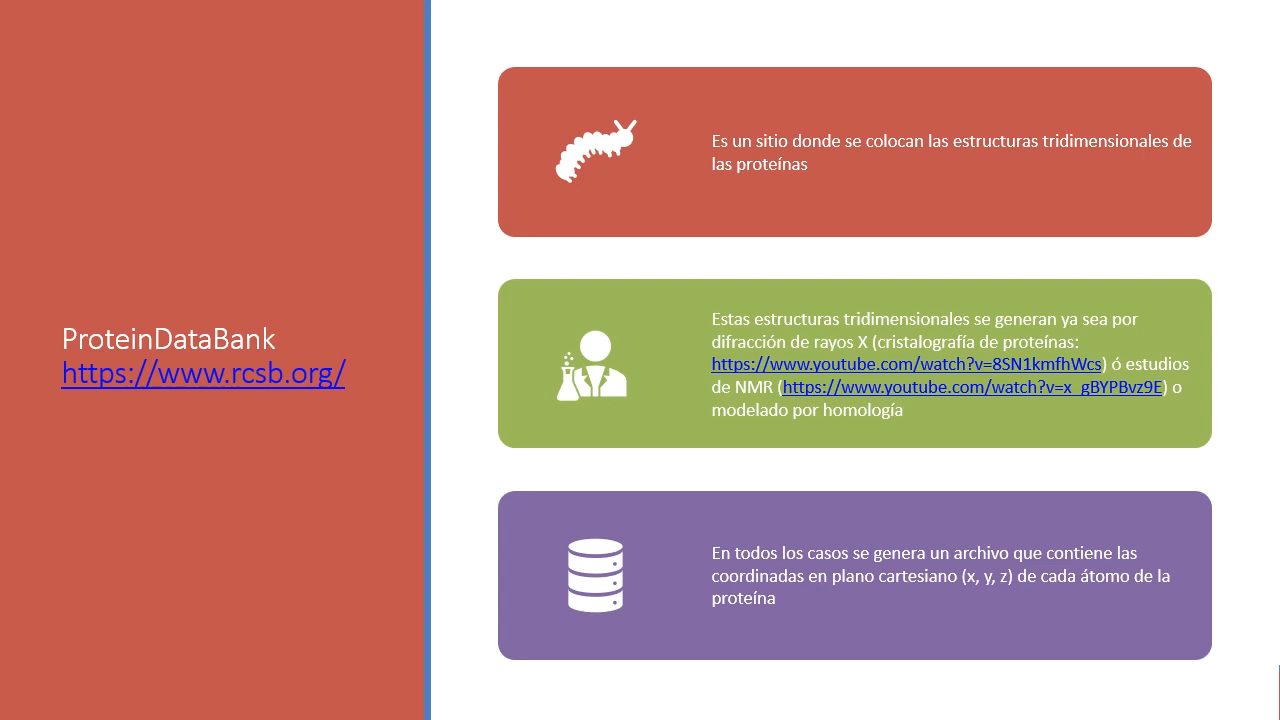 ProteinDataBank
https://www.rcsb.org/
Es un sitio donde se colocan las estructuras tridimensionales de
las proteínas
Estas estructuras tridimensionales se generan ya sea por
difracción de rayos X (cristalografía de proteínas:
https://www.youtube.com/watch?v=8SN1kmfhWcs) ó estudios
de NMR (https://www.youtube.com/watch?v=x_gBYPBvz9E) o
modelado por homología
En todos los casos se genera un archivo que contiene las
coordinadas en plano cartesiano (x, y, z) de cada átomo de la
proteína